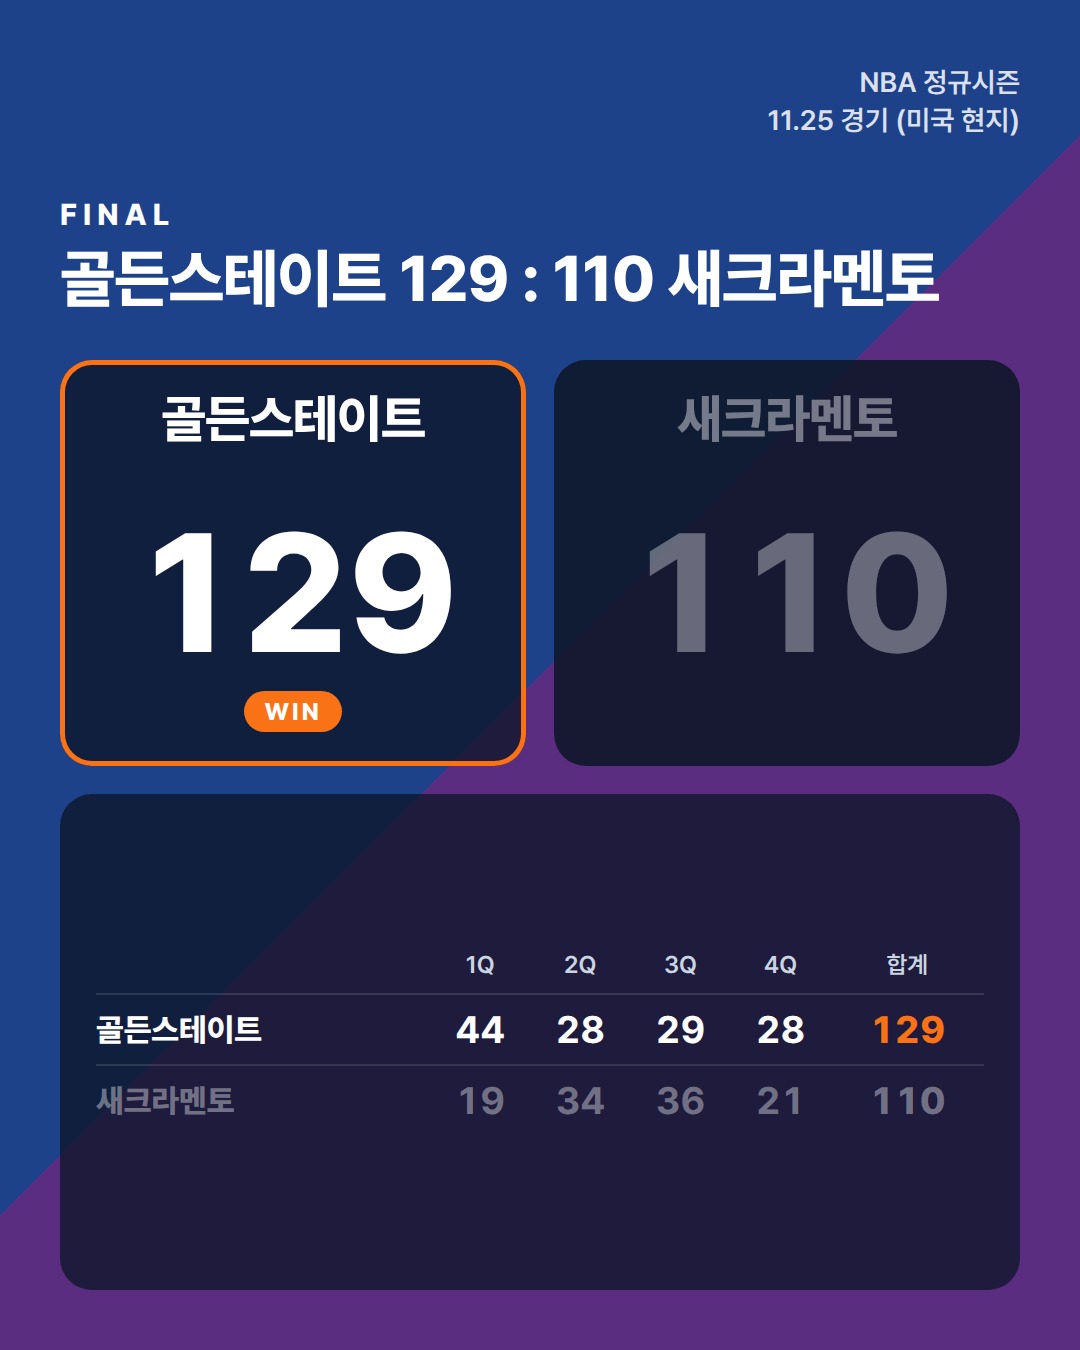 NBA 정규시즌
11.25 경기 (미국 현지)
FINAL
골든스테이트 129 : 110 새크라멘토
골든스테이트
129
WIN
새크라멘토
110
1Q 2Q 3Q 4Q 합계
골든스테이트 44 28 29 28 129
새크라멘토 19 34 36 21 110